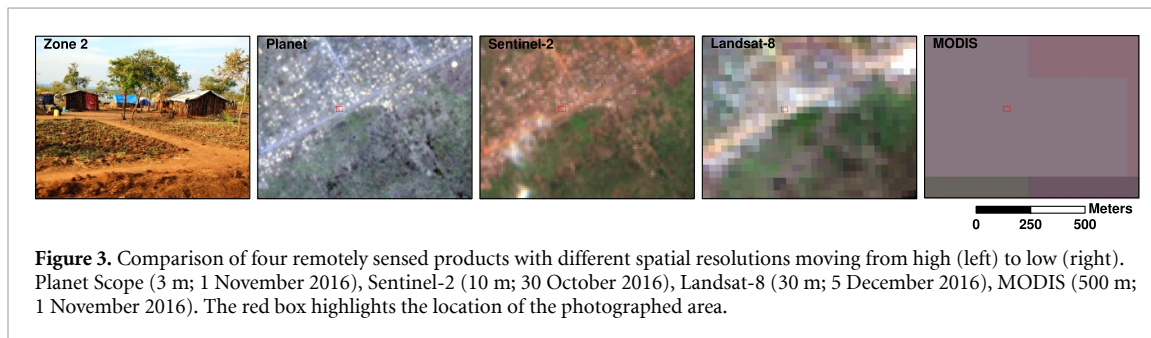 Zone 2
Planet
Sentinel-2
Landsat-8
MODIS
Meters
0 250 500
Figure 3. Comparison of four remotely sensed products with different spatial resolutions moving from high (left) to low (right).
Planet Scope (3 m; 1 November 2016), Sentinel-2 (10 m; 30 October 2016), Landsat-8 (30 m; 5 December 2016), MODIS (500 m;
1 November 2016). The red box highlights the location of the photographed area.